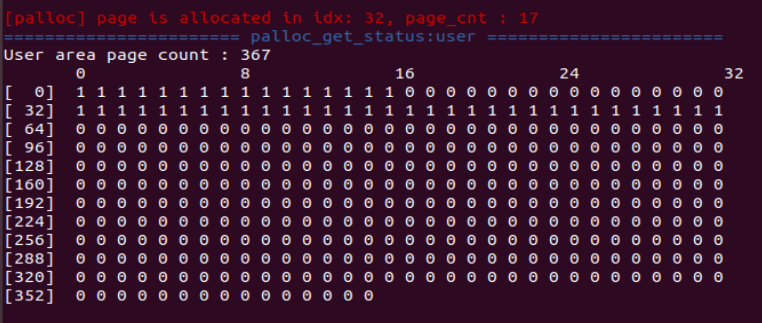 [palloc] page is allocated in idx: 32, page_cnt : 17
======================== palloc_get_status:user ========================
User area page count : 367
0 8 16 24 32
[  0] 1 1 1 1 1 1 1 1 1 1 1 1 1 1 1 1 0 0 0 0 0 0 0 0 0 0 0 0 0 0 0 0
[ 32] 1 1 1 1 1 1 1 1 1 1 1 1 1 1 1 1 1 1 1 1 1 1 1 1 1 1 1 1 1 1 1 1
[ 64] 0 0 0 0 0 0 0 0 0 0 0 0 0 0 0 0 0 0 0 0 0 0 0 0 0 0 0 0 0 0 0 0
[ 96] 0 0 0 0 0 0 0 0 0 0 0 0 0 0 0 0 0 0 0 0 0 0 0 0 0 0 0 0 0 0 0 0
[128] 0 0 0 0 0 0 0 0 0 0 0 0 0 0 0 0 0 0 0 0 0 0 0 0 0 0 0 0 0 0 0 0
[160] 0 0 0 0 0 0 0 0 0 0 0 0 0 0 0 0 0 0 0 0 0 0 0 0 0 0 0 0 0 0 0 0
[192] 0 0 0 0 0 0 0 0 0 0 0 0 0 0 0 0 0 0 0 0 0 0 0 0 0 0 0 0 0 0 0 0
[224] 0 0 0 0 0 0 0 0 0 0 0 0 0 0 0 0 0 0 0 0 0 0 0 0 0 0 0 0 0 0 0 0
[256] 0 0 0 0 0 0 0 0 0 0 0 0 0 0 0 0 0 0 0 0 0 0 0 0 0 0 0 0 0 0 0 0
[288] 0 0 0 0 0 0 0 0 0 0 0 0 0 0 0 0 0 0 0 0 0 0 0 0 0 0 0 0 0 0 0 0
[320] 0 0 0 0 0 0 0 0 0 0 0 0 0 0 0 0 0 0 0 0 0 0 0 0 0 0 0 0 0 0 0 0
[352] 0 0 0 0 0 0 0 0 0 0 0 0 0 0 0